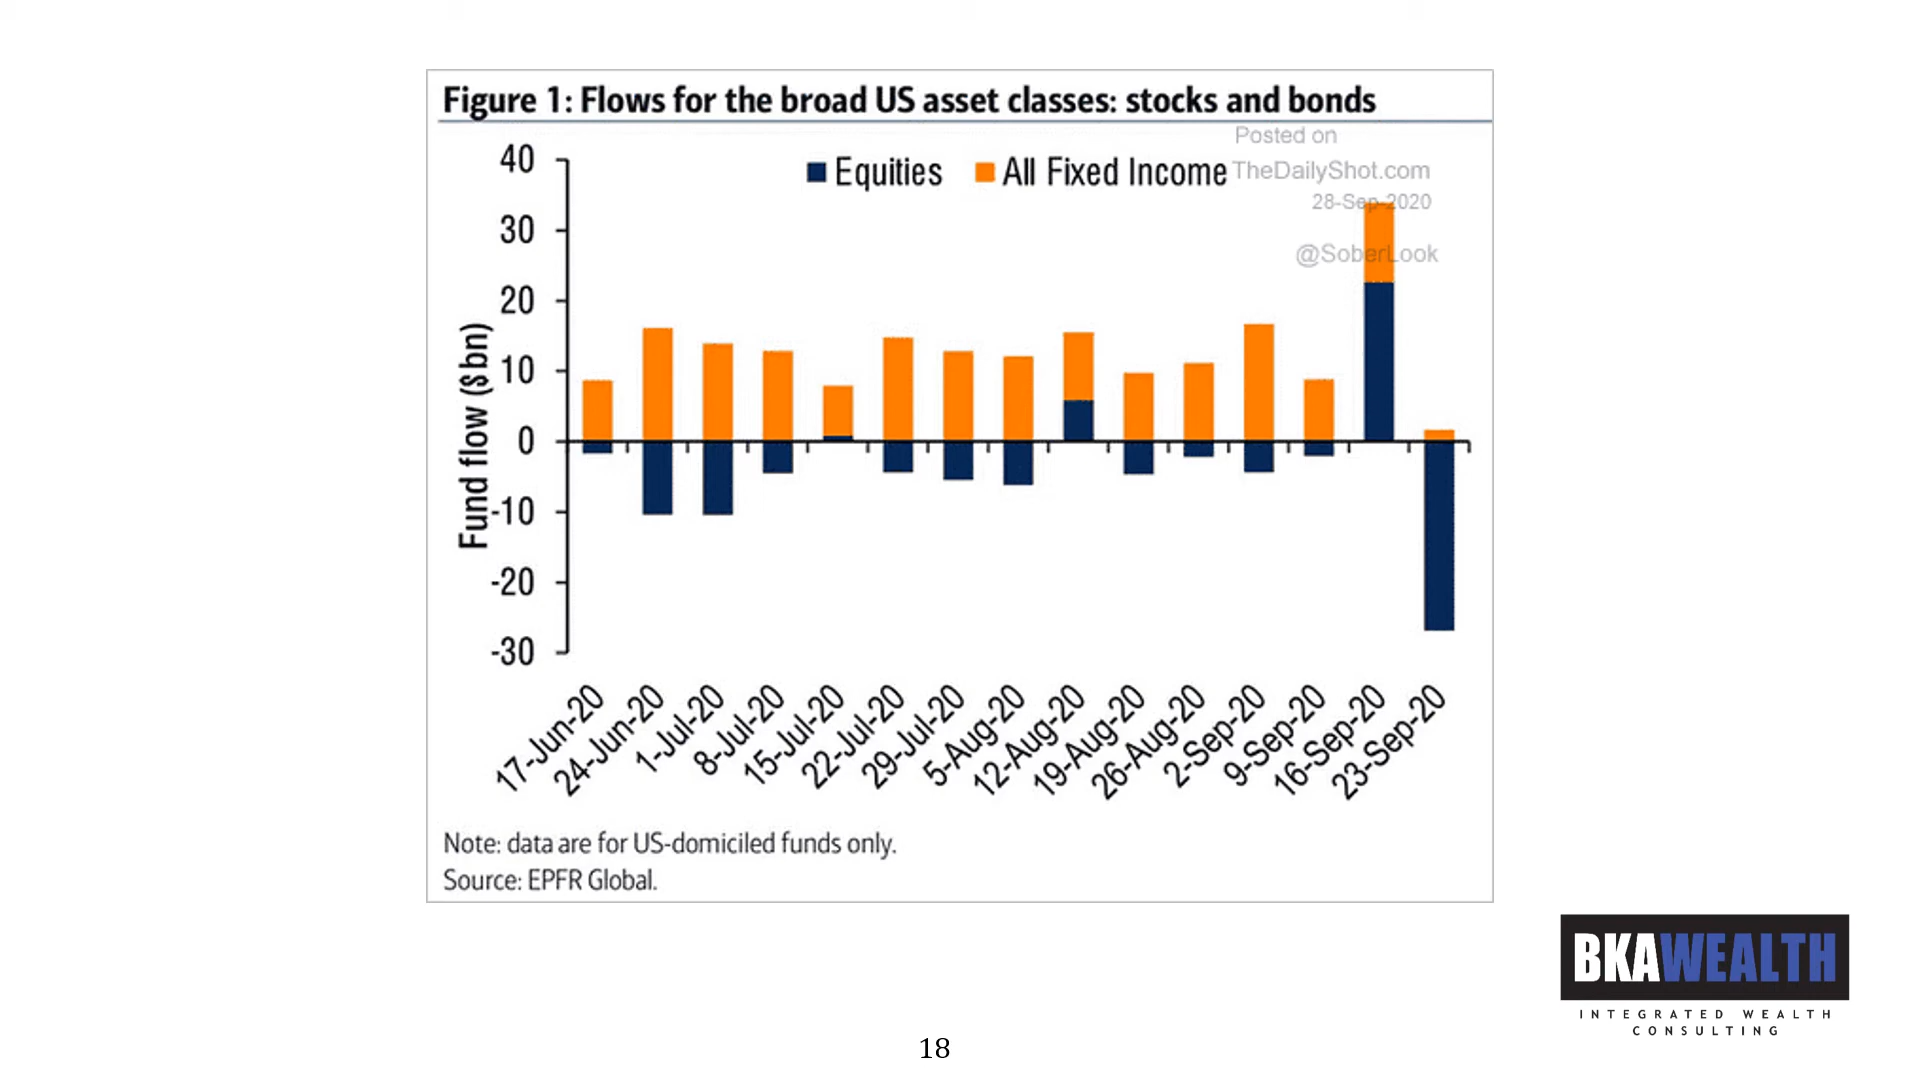 Figure 1: Flows for the broad US asset classes: stocks and bonds
Posted on
TheDailyShot.com
28-Sep-2020
@SoberLook
Equities
All Fixed Income
Fund flow ($bn)
40
30
20
10
0
-10
-20
-30
17-Jun-20
24-Jun-20
1-Jul-20
8-Jul-20
15-Jul-20
22-Jul-20
29-Jul-20
5-Aug-20
12-Aug-20
19-Aug-20
26-Aug-20
2-Sep-20
9-Sep-20
16-Sep-20
23-Sep-20
Note: data are for US-domiciled funds only.
Source: EPFR Global.
BKAWEALTH
INTEGRATED WEALTH
CONSULTING
18